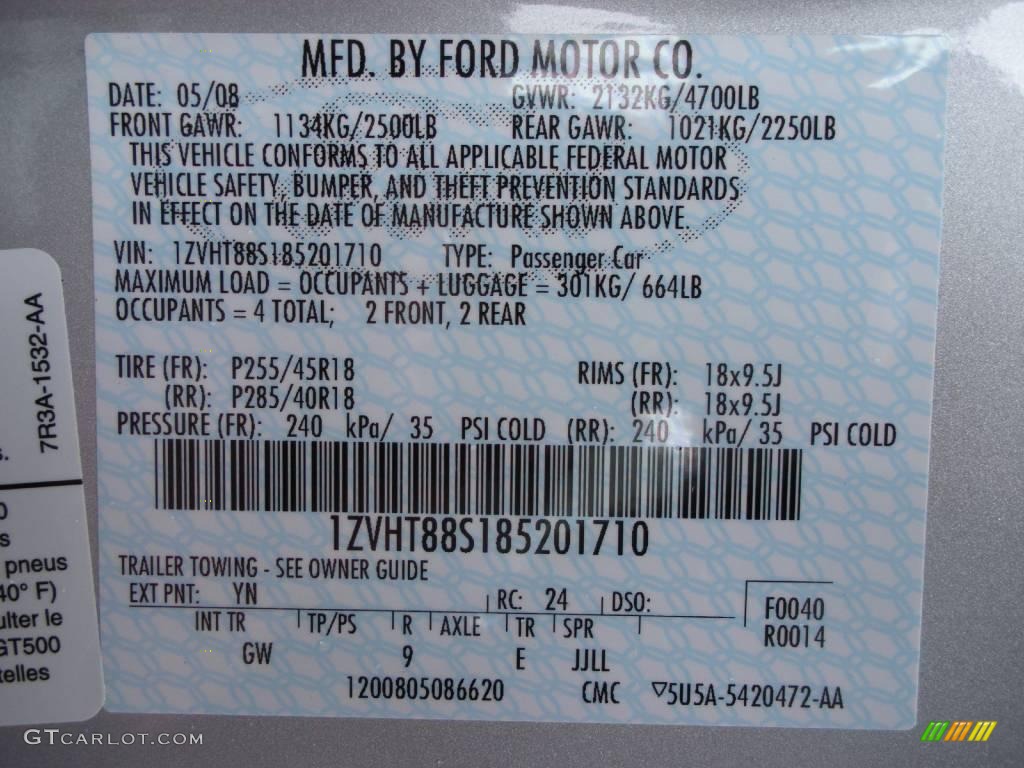 MFD. BY FORD MOTOR CO.
DATE: 05/08 GVWR: 2132KG/4700LB
FRONT GAWR: 1134KG/2500LB REAR GAWR: 1021KG/2250LB
THIS VEHICLE CONFORMS TO ALL APPLICABLE FEDERAL MOTOR
VEHICLE SAFETY, BUMPER, AND THEFT PREVENTION STANDARDS
IN EFFECT ON THE DATE OF MANUFACTURE SHOWN ABOVE.
VIN: 1ZVHT88S185201710 TYPE: Passenger Car
MAXIMUM LOAD = OCCUPANTS + LUGGAGE = 301KG/ 664LB
OCCUPANTS = 4 TOTAL; 2 FRONT, 2 REAR
TIRE (FR): P255/45R18 RIMS (FR): 18x9.5J
(RR): P285/40R18 (RR): 18x9.5J
PRESSURE (FR): 240 kPa/ 35 PSI COLD (RR): 240 kPa/ 35 PSI COLD
1ZVHT88S185201710
TRAILER TOWING - SEE OWNER GUIDE
EXT PNT: YN RC: 24 DSO: F0040
INT TR TP/PS R AXLE TR SPR R0014
GW 9 E JJLL
1200805086620 CMC 5U5A-5420472-AA
7R3A-1532-AA
pneus
40° F)
ulter le
GT500
telles
GTCARLOT.COM